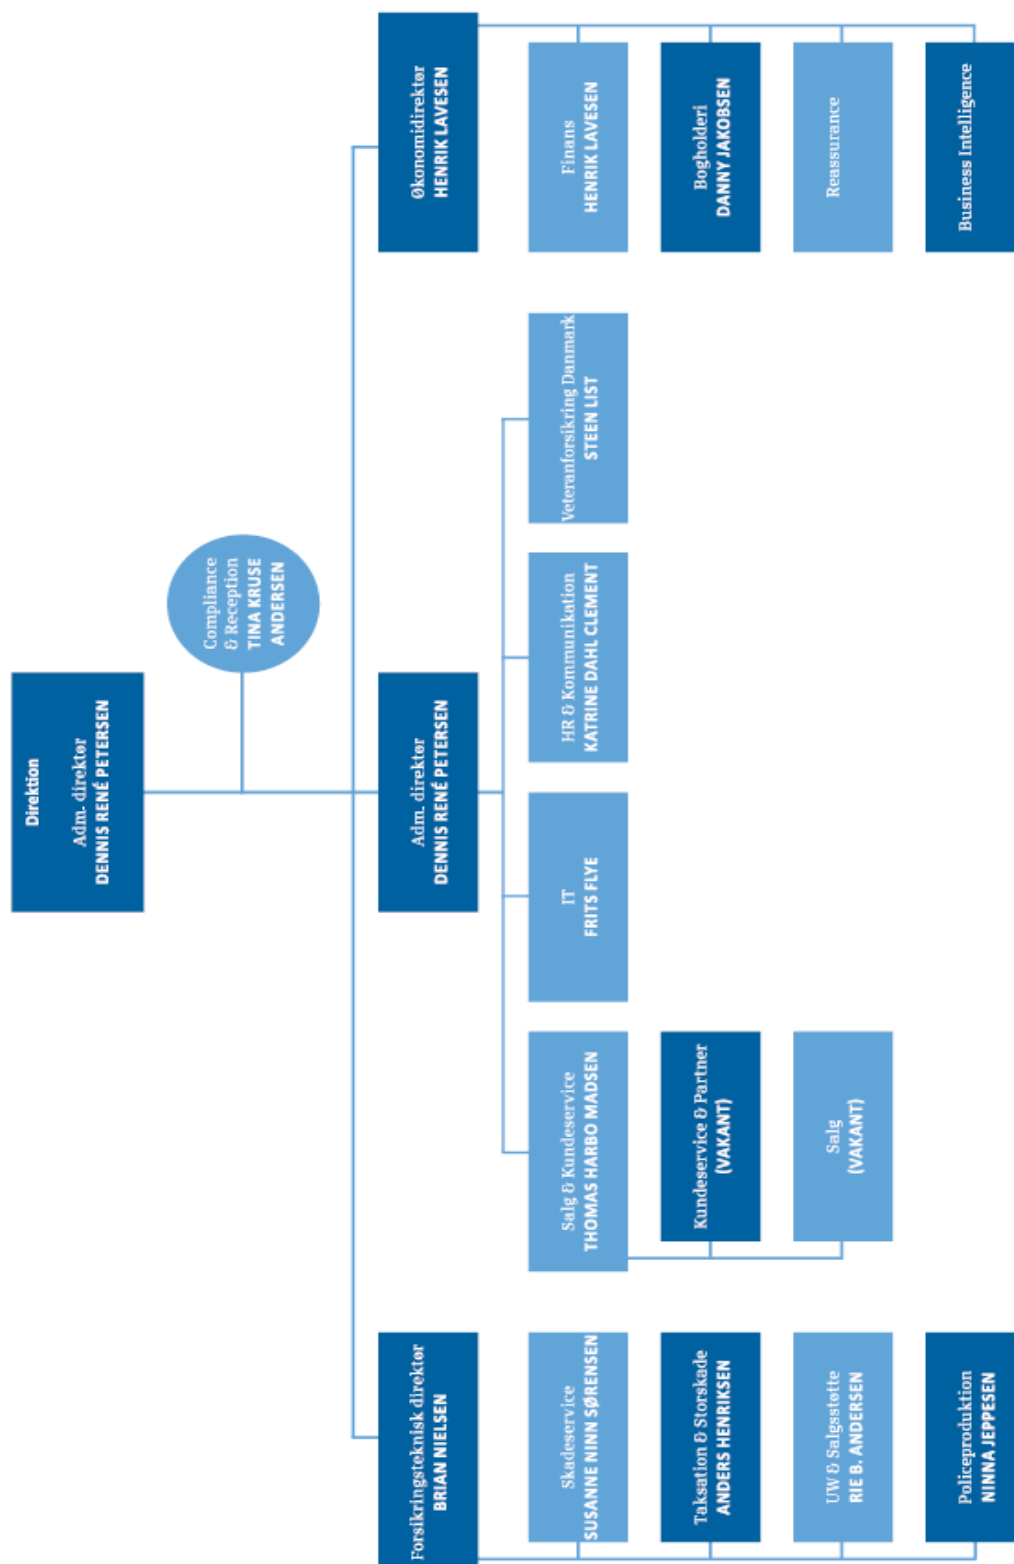 Direktion
Adm. direktør
DENNIS RENÉ PETERSEN
Compliance
& Reception
TINA KRUSE
ANDERSEN
Forsikringsteknisk direktør
BRIAN NIELSEN
Adm. direktør
DENNIS RENÉ PETERSEN
Økonomidirektør
HENRIK LAVESEN
Skadeservice
SUSANNE NINN SØRENSEN
Taksation & Storskade
ANDERS HENRIKSEN
UW & Salgsstøtte
RIE B. ANDERSEN
Policeproduktion
NINNA JEPPESEN
Salg & Kundeservice
THOMAS HARBO MADSEN
Kundeservice & Partner
(VAKANT)
Salg
(VAKANT)
IT
FRITS FLYE
HR & Kommunikation
KATRINE DAHL CLEMENT
Veteranforsikring Danmark
STEEN LIST
Finans
HENRIK LAVESEN
Bogholderi
DANNY JAKOBSEN
Reassurance
Business Intelligence